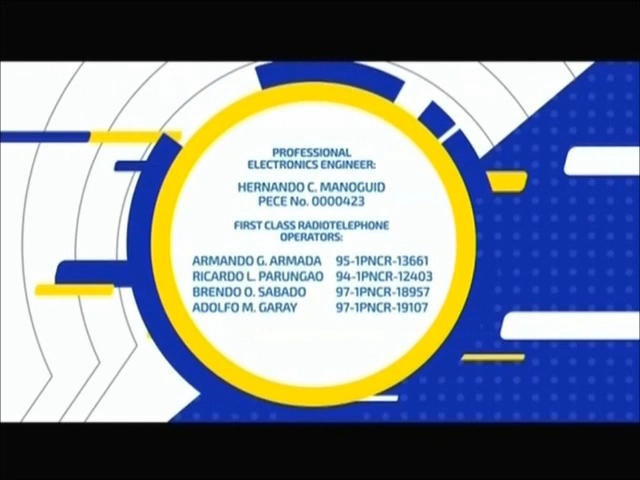 PROFESSIONAL
ELECTRONICS ENGINEER:
HERNANDO C. MANOGUID
PECE No. 0000423
FIRST CLASS RADIOTELEPHONE
OPERATORS:
ARMANDO G. ARMADA 95-1PNCR-13661
RICARDO L. PARUNGAO 94-1PNCR-12403
BRENDO O. SABADO 97-1PNCR-18957
ADOLFO M. GARAY 97-1PNCR-19107